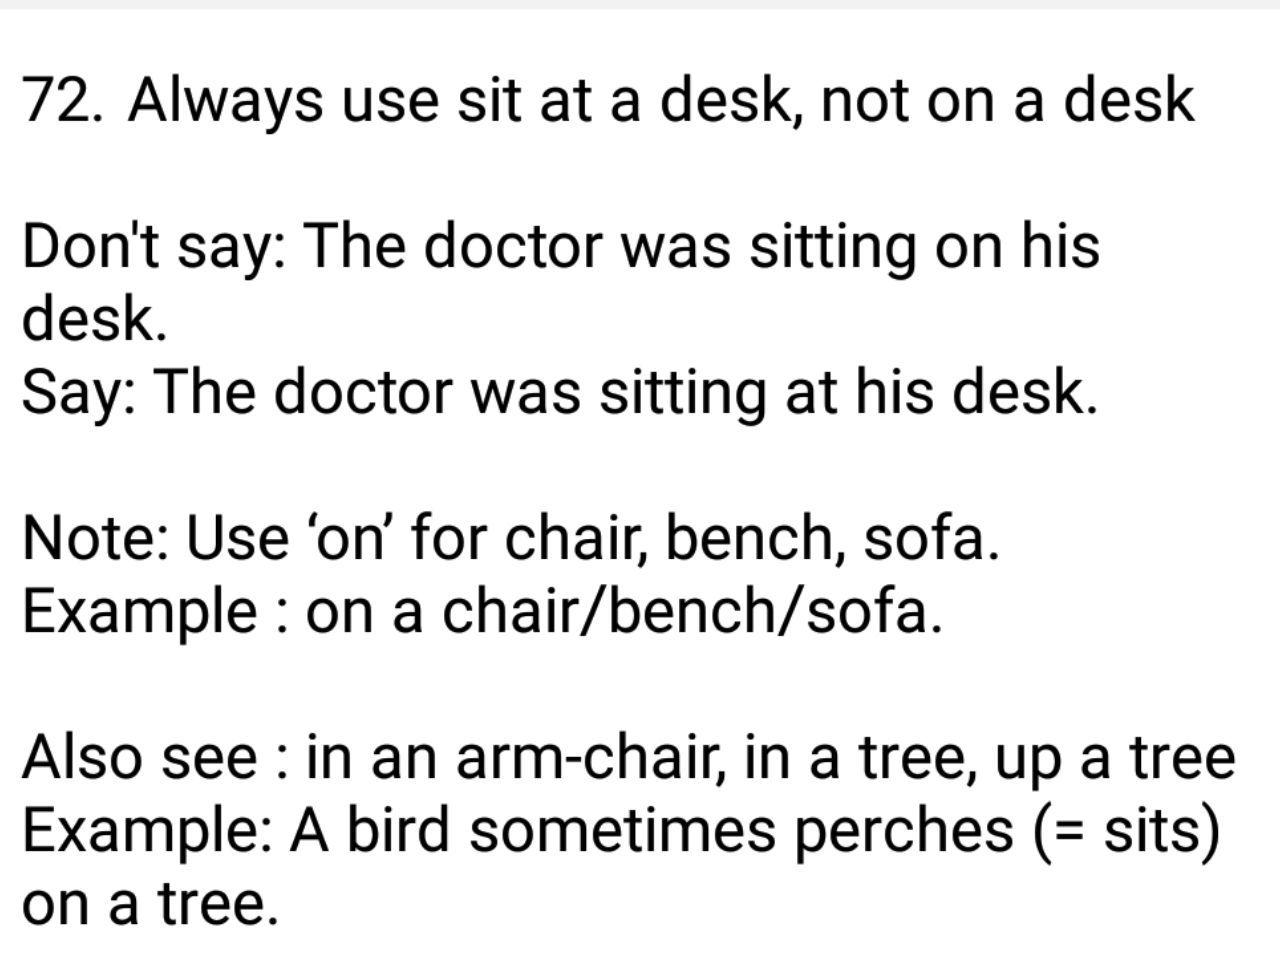 72. Always use sit at a desk, not on a desk
Don't say: The doctor was sitting on his
desk.
Say: The doctor was sitting at his desk.
Note: Use ‘on’ for chair, bench, sofa.
Example : on a chair/bench/sofa.
Also see : in an arm-chair, in a tree, up a tree
Example: A bird sometimes perches (= sits)
on a tree.